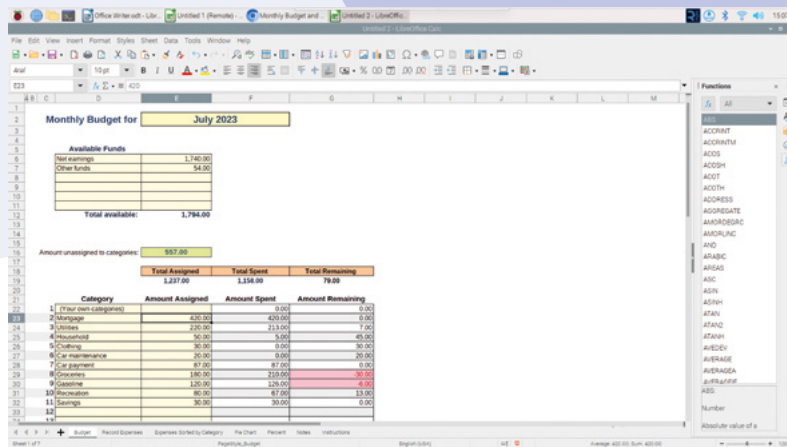 Office Writer.odt - Libr...
Untitled 1 (Remote) - ...
Monthly Budget and ...
Untitled 2 - LibreOffic...
15:00
Untitled 2 - LibreOffice Calc
File Edit View Insert Format Styles Sheet Data Tools Window Help
Arial 10 pt
E23 420
Functions
All
A B C D E F G H I J K L M
Monthly Budget for July 2023
Available Funds
Net earnings 1,740.00
Other funds 54.00
Total available: 1,794.00
Amount unassigned to categories: 557.00
Total Assigned Total Spent Total Remaining
1,237.00 1,158.00 79.00
Category Amount Assigned Amount Spent Amount Remaining
1 (Your own categories) 0.00 0.00
2 Mortgage 420.00 420.00 0.00
3 Utilities 220.00 213.00 7.00
4 Household 50.00 5.00 45.00
5 Clothing 30.00 0.00 30.00
6 Car maintenance 20.00 0.00 20.00
7 Car payment 87.00 87.00 0.00
8 Groceries 180.00 210.00 -30.00
9 Gasoline 120.00 126.00 -6.00
10 Recreation 80.00 67.00 13.00
11 Savings 30.00 30.00 0.00
12
ABS
ACCRINT
ACCRINTM
ACOS
ACOSH
ACOT
ACOTH
ADDRESS
AGGREGATE
AMORDEGRC
AMORLINC
AND
ARABIC
AREAS
ASC
ASIN
ASINH
ATAN
ATAN2
ATANH
AVEDEV
AVERAGE
AVERAGEA
AVERAGEIF
ABS:
Number
Absolute value of a
Budget Record Expenses Expenses Sorted by Category Pie Chart Percent Notes Instructions
Sheet 1 of 7 PageStyle_Budget English (USA) Average: 420.00; Sum: 420.00